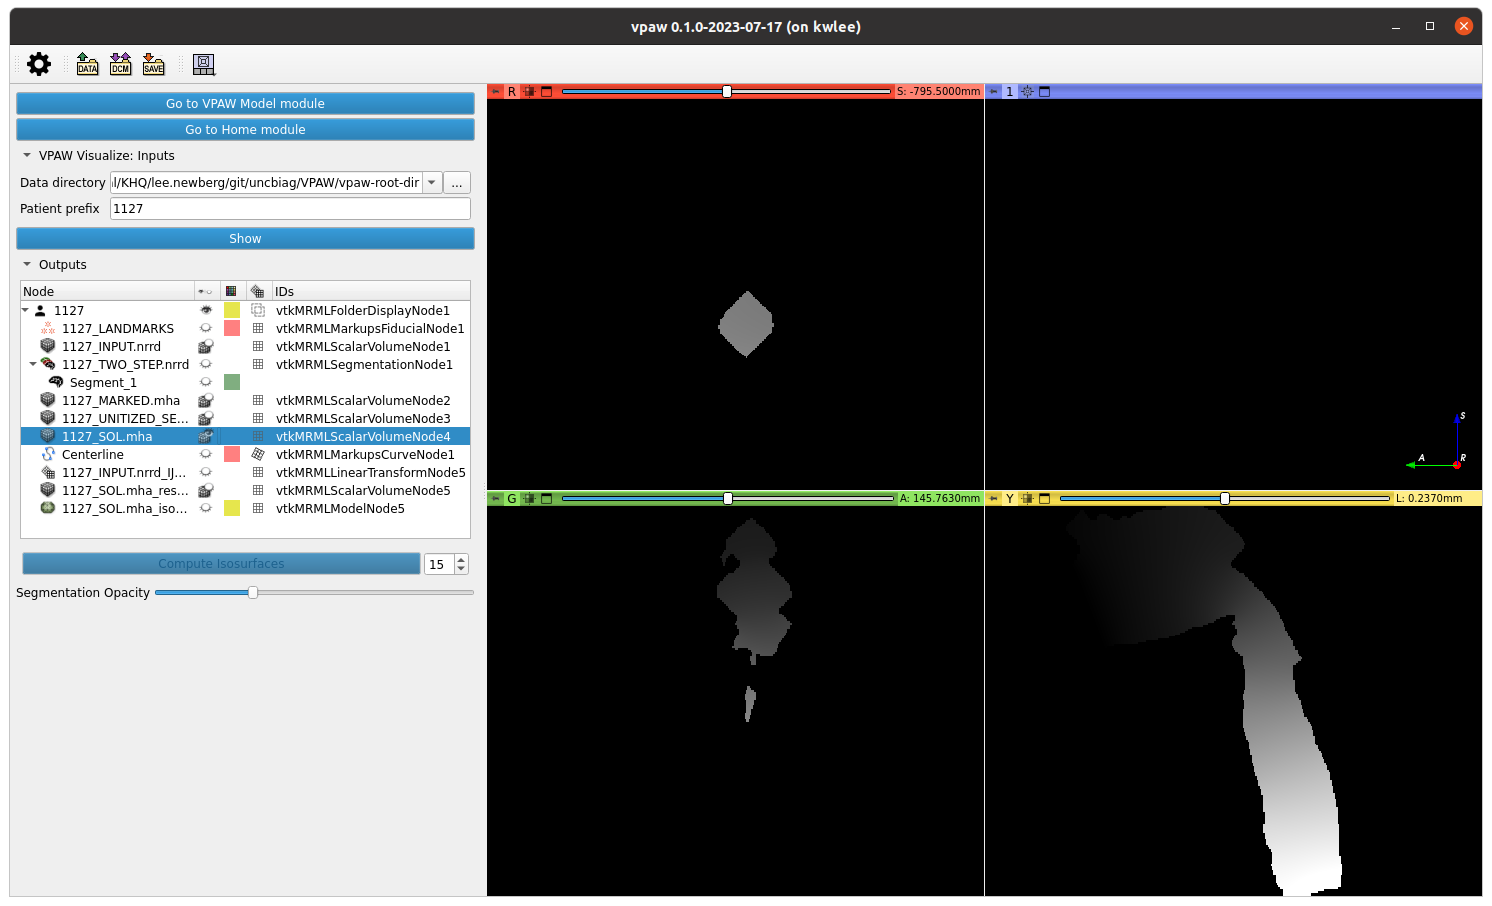 vpaw 0.1.0-2023-07-17 (on kwlee)
DATA DCM SAVE
Go to VPAW Model module
Go to Home module
VPAW Visualize: Inputs
Data directory l/KHQ/lee.newberg/git/uncbiag/VPAW/vpaw-root-dir ...
Patient prefix 1127
Show
Outputs
Node IDs
1127 vtkMRMLFolderDisplayNode1
1127_LANDMARKS vtkMRMLMarkupsFiducialNode1
1127_INPUT.nrrd vtkMRMLScalarVolumeNode1
1127_TWO_STEP.nrrd vtkMRMLSegmentationNode1
Segment_1
1127_MARKED.mha vtkMRMLScalarVolumeNode2
1127_UNITIZED_SE... vtkMRMLScalarVolumeNode3
1127_SOL.mha vtkMRMLScalarVolumeNode4
Centerline vtkMRMLMarkupsCurveNode1
1127_INPUT.nrrd_IJ... vtkMRMLLinearTransformNode5
1127_SOL.mha_res... vtkMRMLScalarVolumeNode5
1127_SOL.mha_iso... vtkMRMLModelNode5
Compute Isosurfaces 15
Segmentation Opacity
R S: -795.5000mm
1
S
A R
G A: 145.7630mm
Y L: 0.2370mm